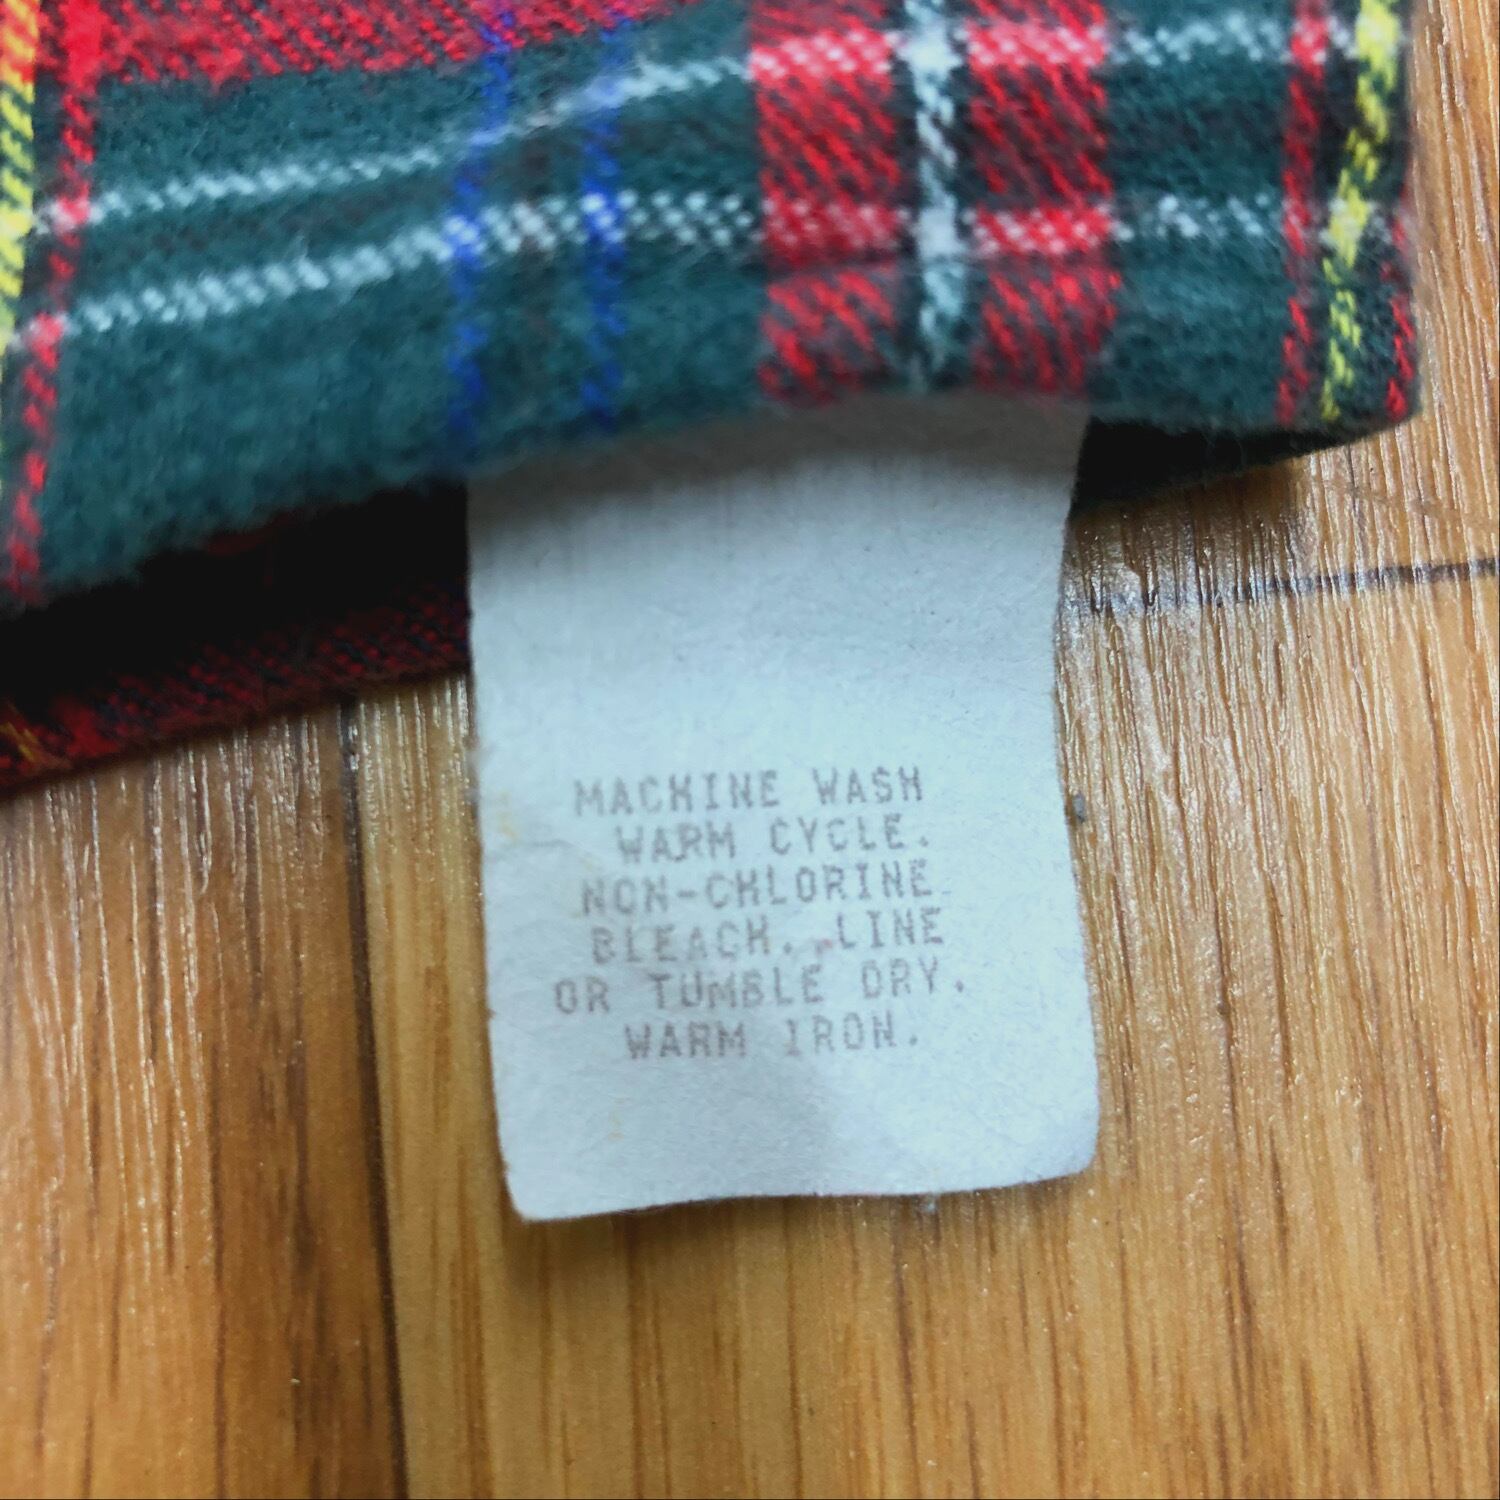 MACHINE WASH
WARM CYCLE.
NON-CHLORINE
BLEACH. LINE
OR TUMBLE DRY.
WARM IRON.